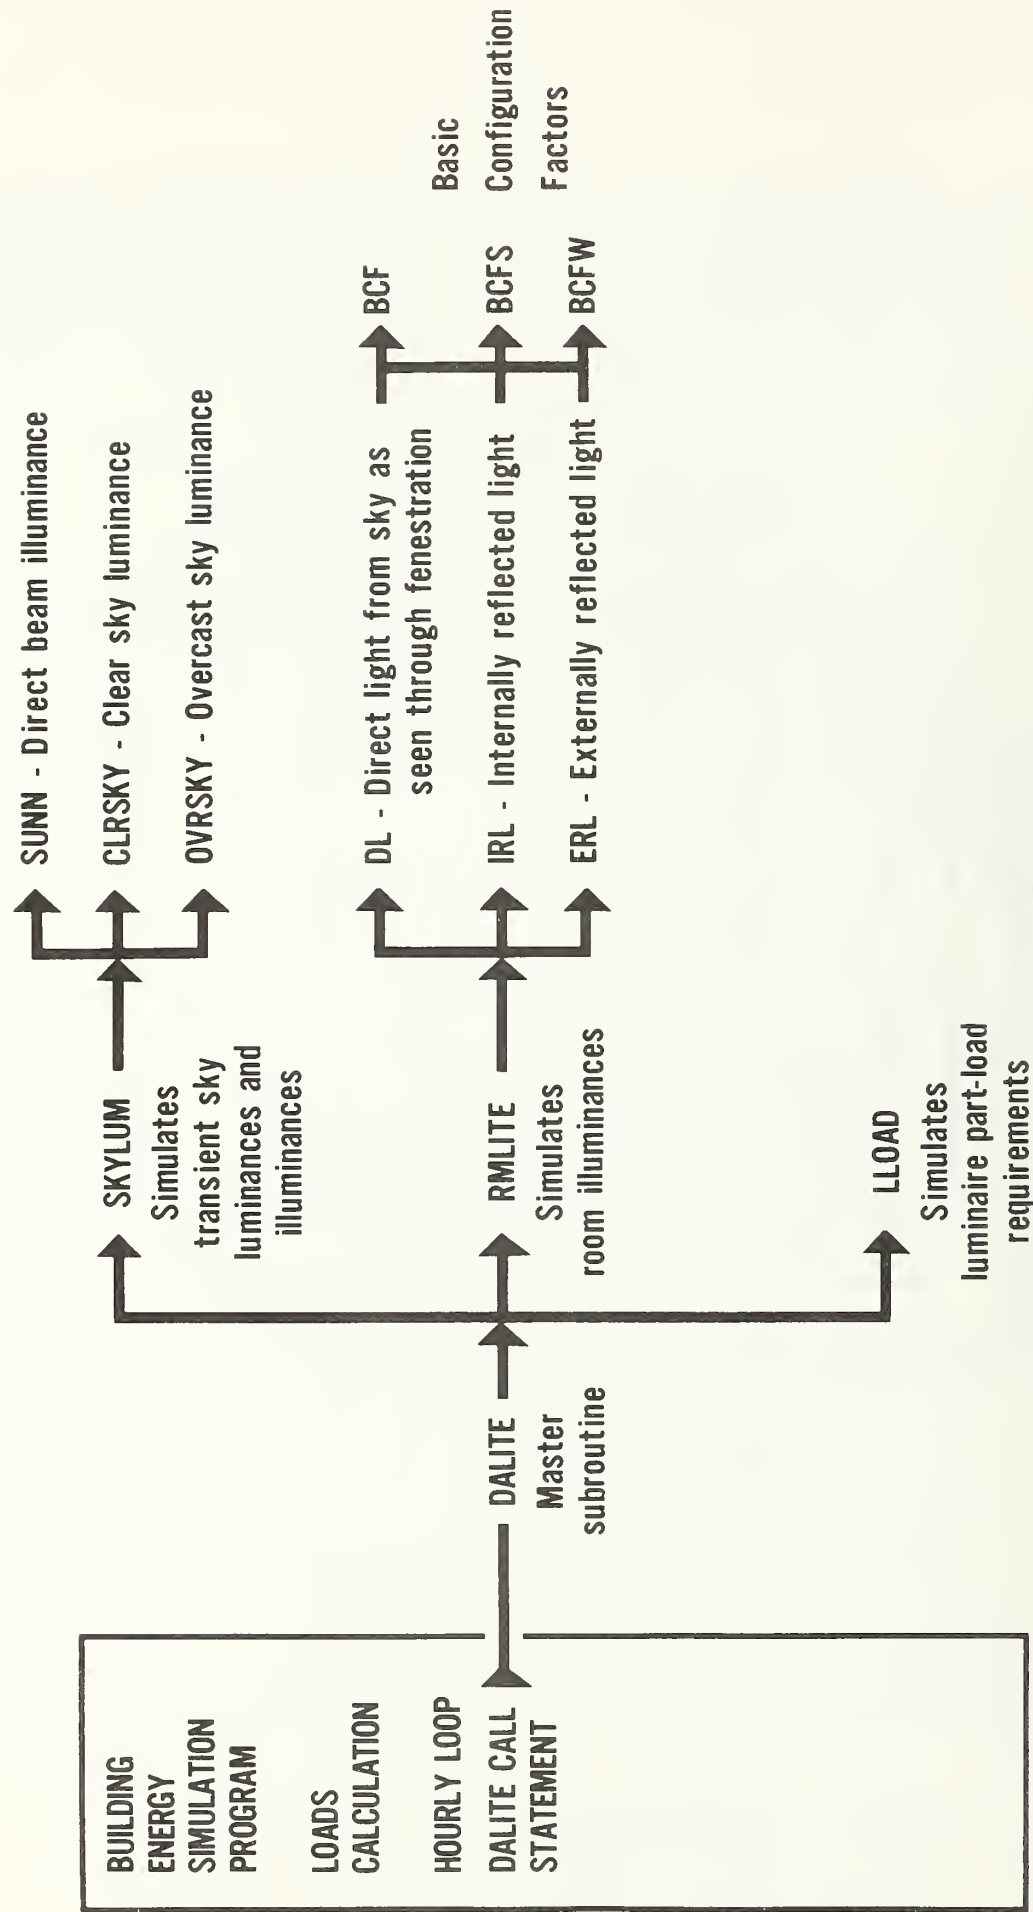 BUILDING
ENERGY
SIMULATION
PROGRAM
LOADS
CALCULATION
HOURLY LOOP
DALITE CALL
STATEMENT
DALITE
Master
subroutine
SKYLUM
Simulates
transient sky
luminances and
illuminances
SUNN - Direct beam illuminance
CLRSKY - Clear sky luminance
OVRSKY - Overcast sky luminance
RMLITE
Simulates
room illuminances
DL - Direct light from sky as
seen through fenestration
IRL - Internally reflected light
ERL - Externally reflected light
BCF
BCFS
BCFW
Basic
Configuration
Factors
LLOAD
Simulates
luminaire part-load
requirements